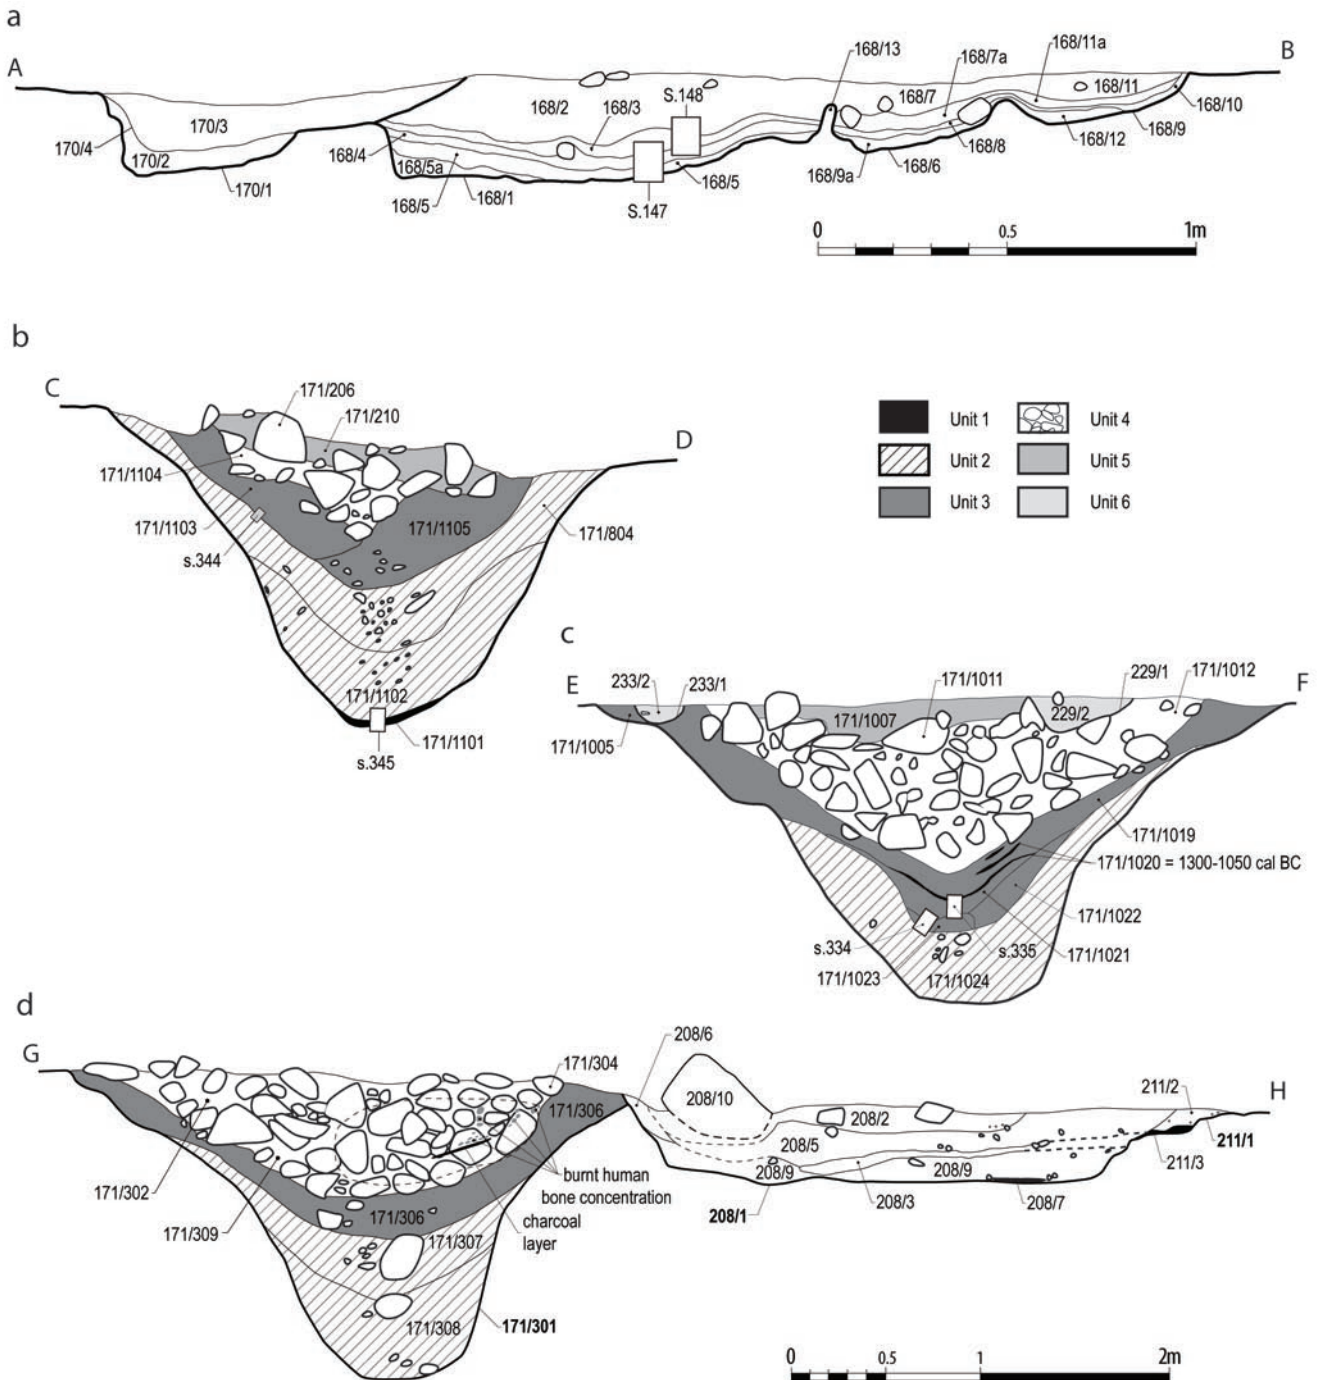 a
A
B
168/13
168/7a
168/11a
168/2
168/3
S.148
168/7
168/11
168/10
170/3
170/4
170/2
170/1
168/4
168/5a
168/5
168/1
168/5
S.147
168/9a
168/6
168/8
168/12
168/9
0 0.5 1m
b
C
D
171/206
171/210
171/1104
171/1103
s.344
171/1105
171/804
171/1102
171/1101
s.345
Unit 1
Unit 2
Unit 3
Unit 4
Unit 5
Unit 6
c
E
F
233/2
233/1
171/1011
229/1
171/1012
171/1007
229/2
171/1005
171/1019
171/1020 = 1300-1050 cal BC
171/1022
s.334
s.335
171/1021
171/1023
171/1024
d
G
H
208/6
171/304
208/10
211/2
171/306
208/2
208/5
211/1
208/9
208/9
211/3
burnt human
bone concentration
171/302
171/306
208/1
208/3
208/7
charcoal
layer
171/309
171/307
171/308
171/301
0 0.5 1 2m